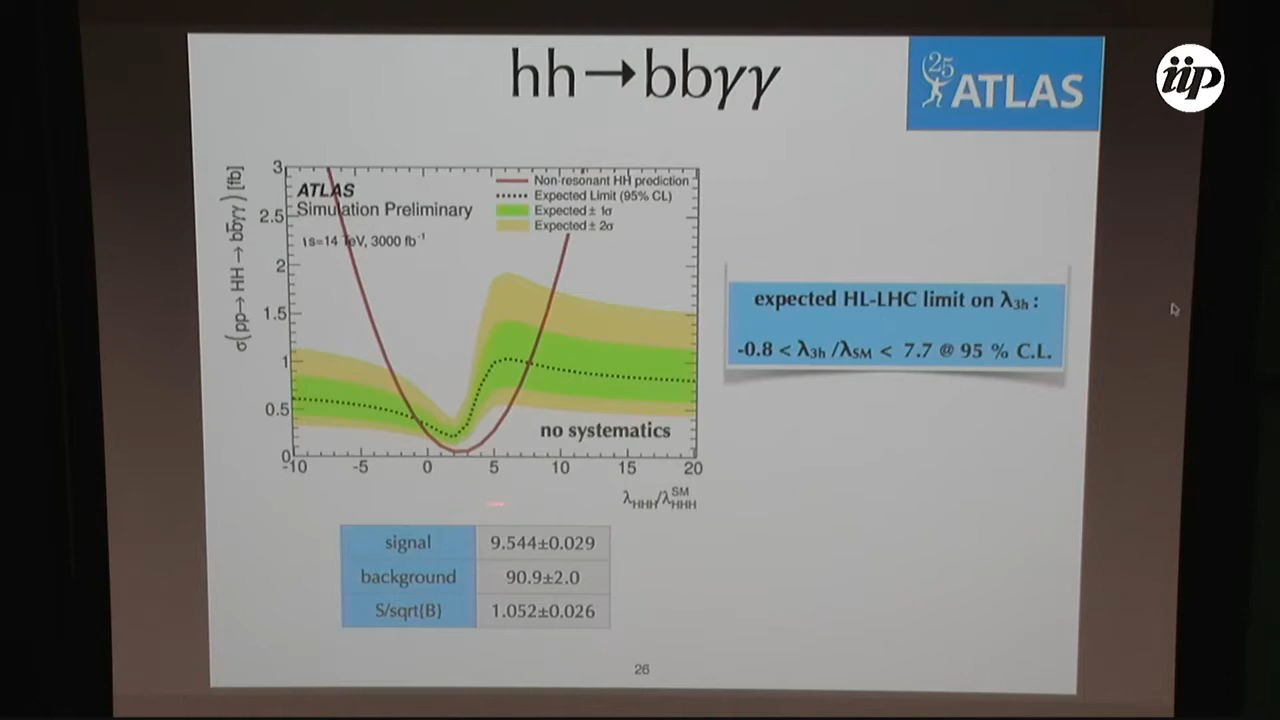 hh→bbγγ
25
ATLAS
iip
σ(pp→ HH → bb̄γγ) [fb]
3
2.5
2
1.5
1
0.5
0
ATLAS
Simulation Preliminary
√s=14 TeV, 3000 fb⁻¹
Non-resonant HH prediction
Expected Limit (95% CL)
Expected ± 1σ
Expected ± 2σ
no systematics
-10 -5 0 5 10 15 20
λHHH/λSMHHH
expected HL-LHC limit on λ3h :
-0.8 < λ3h /λSM < 7.7 @ 95 % C.L.
signal 9.544±0.029
background 90.9±2.0
S/sqrt(B) 1.052±0.026
26